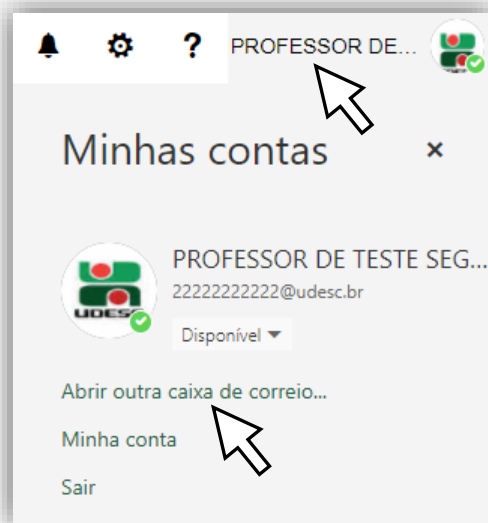 ? PROFESSOR DE...
Minhas contas ×
PROFESSOR DE TESTE SEG...
22222222222@udesc.br
UDESC
Disponível
Abrir outra caixa de correio...
Minha conta
Sair